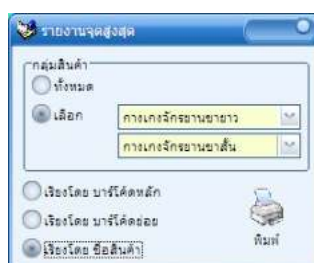 รายงานจุดสูงสุด
กลุ่มสินค้า
ทั้งหมด
เลือก
กางเกงจักรยานขายาว
กางเกงจักรยานขาสั้น
เรียงโดย บาร์โค้ดหลัก
เรียงโดย บาร์โค้ดย่อย
เรียงโดย ชื่อสินค้า
พิมพ์